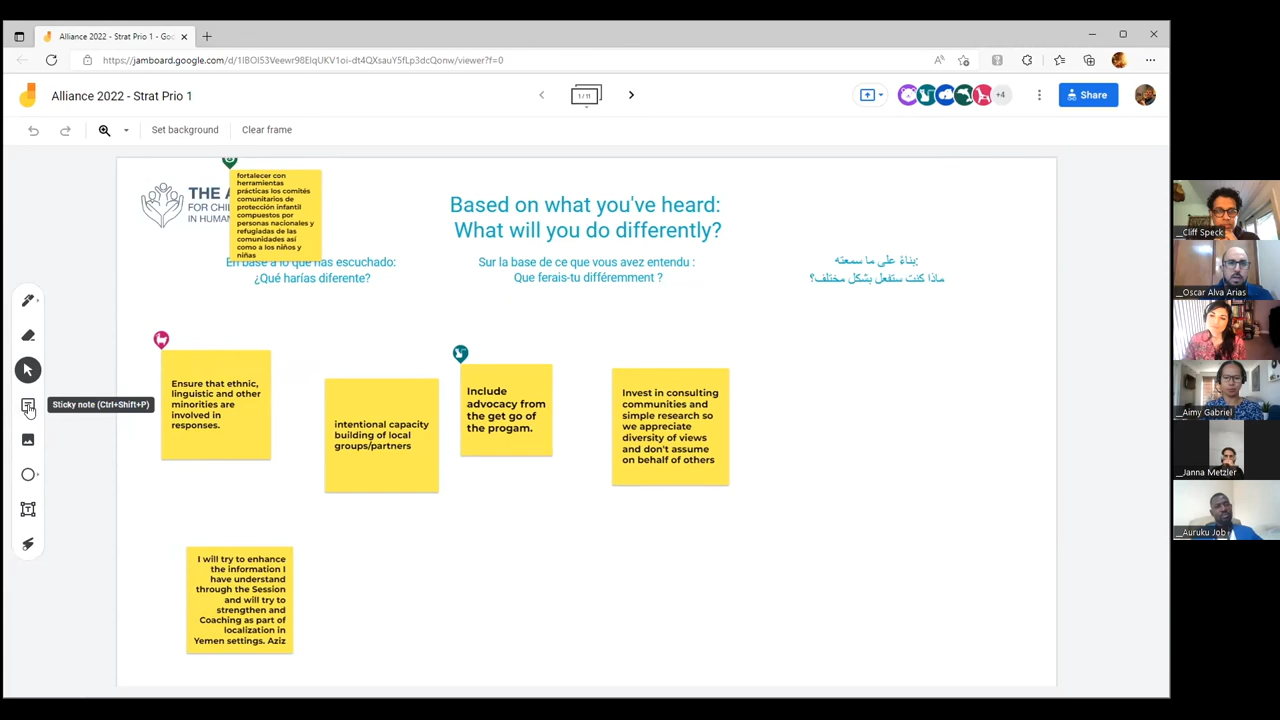 Alliance 2022 - Strat Prio 1 - Goo
https://jamboard.google.com/d/1lBOl53Veewr98ElqUKV1oi-dt4QXsauY5fLp3dcQonw/viewer?f=0
Alliance 2022 - Strat Prio 1
1 / 11
+4
Share
Set background
Clear frame
THE A
FOR CHIL
IN HUMAN
fortalecer con
herramientas
prácticas los comités
comunitarios de
protección infantil
compuestos por
personas nacionales y
refugiadas de las
comunidades así
como a los niños y
niñas
Based on what you've heard:
What will you do differently?
En base a lo que has escuchado:
¿Qué harías diferente?
Sur la base de ce que vous avez entendu :
Que ferais-tu différemment ?
بناءً على ما سمعته:
ماذا كنت ستفعل بشكل مختلف؟
Sticky note (Ctrl+Shift+P)
Ensure that ethnic,
linguistic and other
minorities are
involved in
responses.
intentional capacity
building of local
groups/partners
Include
advocacy from
the get go of
the progam.
Invest in consulting
communities and
simple research so
we appreciate
diversity of views
and don't assume
on behalf of others
I will try to enhance
the information I
have understand
through the Session
and will try to
strengthen and
Coaching as part of
localization in
Yemen settings. Aziz
__Cliff Speck
__Oscar Alva Arias
__Aimy Gabriel
__Janna Metzler
__Auruku Job